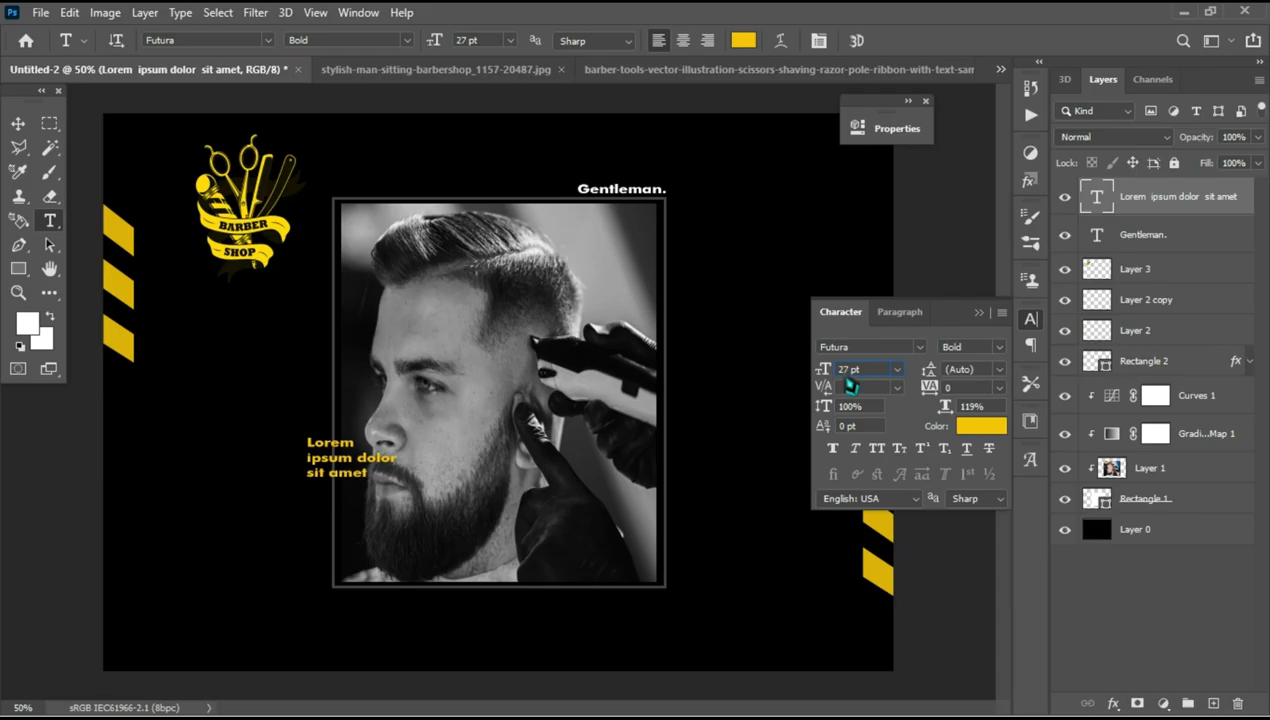 Ps File Edit Image Layer Type Select Filter 3D View Window Help
T Futura Bold 27 pt Sharp 3D
Untitled-2 @ 50% (Lorem ipsum dolor sit amet, RGB/8) *
stylish-man-sitting-barbershop_1157-20487.jpg
barber-tools-vector-illustration-scissors-shaving-razor-pole-ribbon-with-text-sam
3D Layers Channels
Properties
Kind
Normal Opacity: 100%
Lock: Fill: 100%
Lorem ipsum dolor sit amet
Gentleman.
Layer 3
Layer 2 copy
Layer 2
Rectangle 2 fx
Curves 1
Gradi...Map 1
Layer 1
Rectangle 1
Layer 0
Gentleman.
BARBER
SHOP
Lorem
ipsum dolor
sit amet
Character Paragraph
Futura Bold
27 pt (Auto)
0
100% 119%
0 pt Color:
English: USA Sharp
50% sRGB IEC61966-2.1 (8bpc)